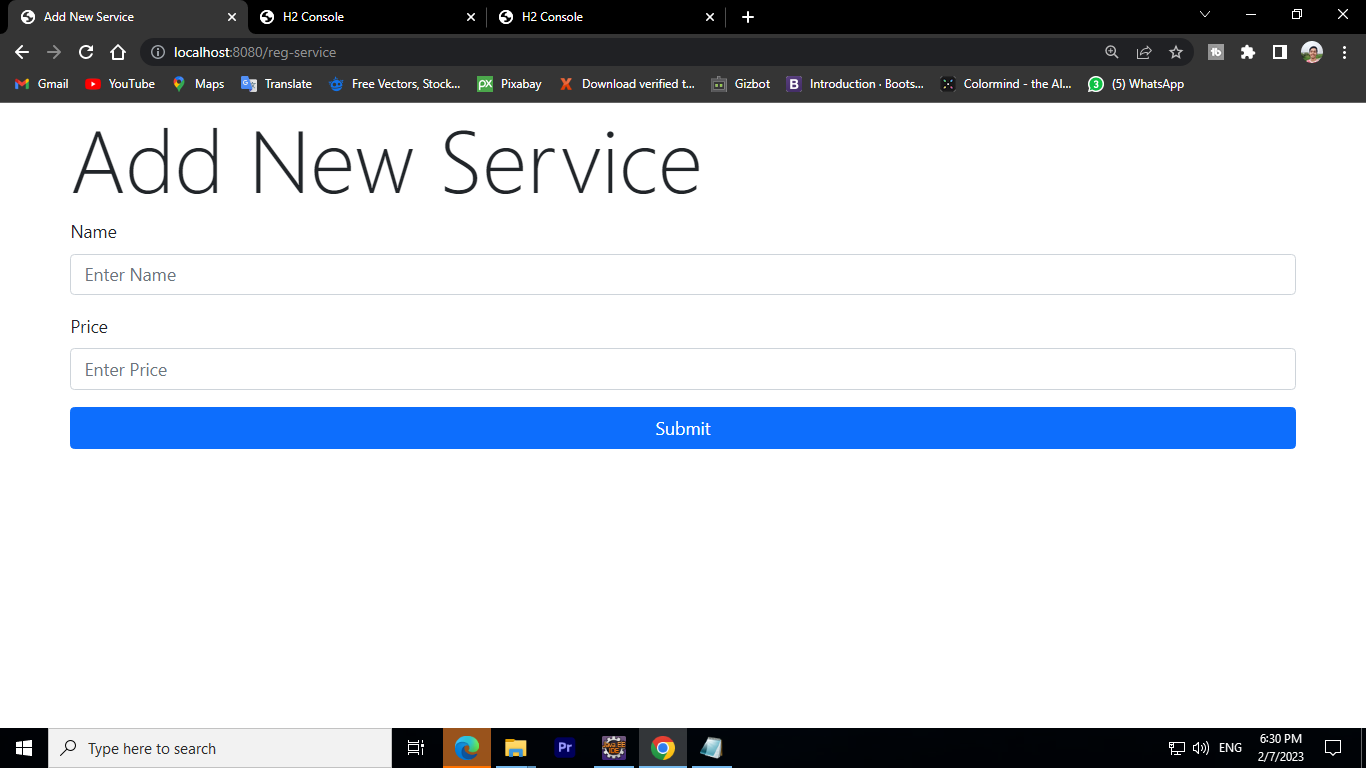 Add New Service
H2 Console
H2 Console
localhost:8080/reg-service
Gmail
YouTube
Maps
Translate
Free Vectors, Stock...
px
Pixabay
Download verified t...
Gizbot
B
Introduction · Boots...
Colormind - the AI...
3
(5) WhatsApp
Add New Service
Name
Enter Name
Price
Enter Price
Submit
Type here to search
Pr
ENG
6:30 PM
2/7/2023